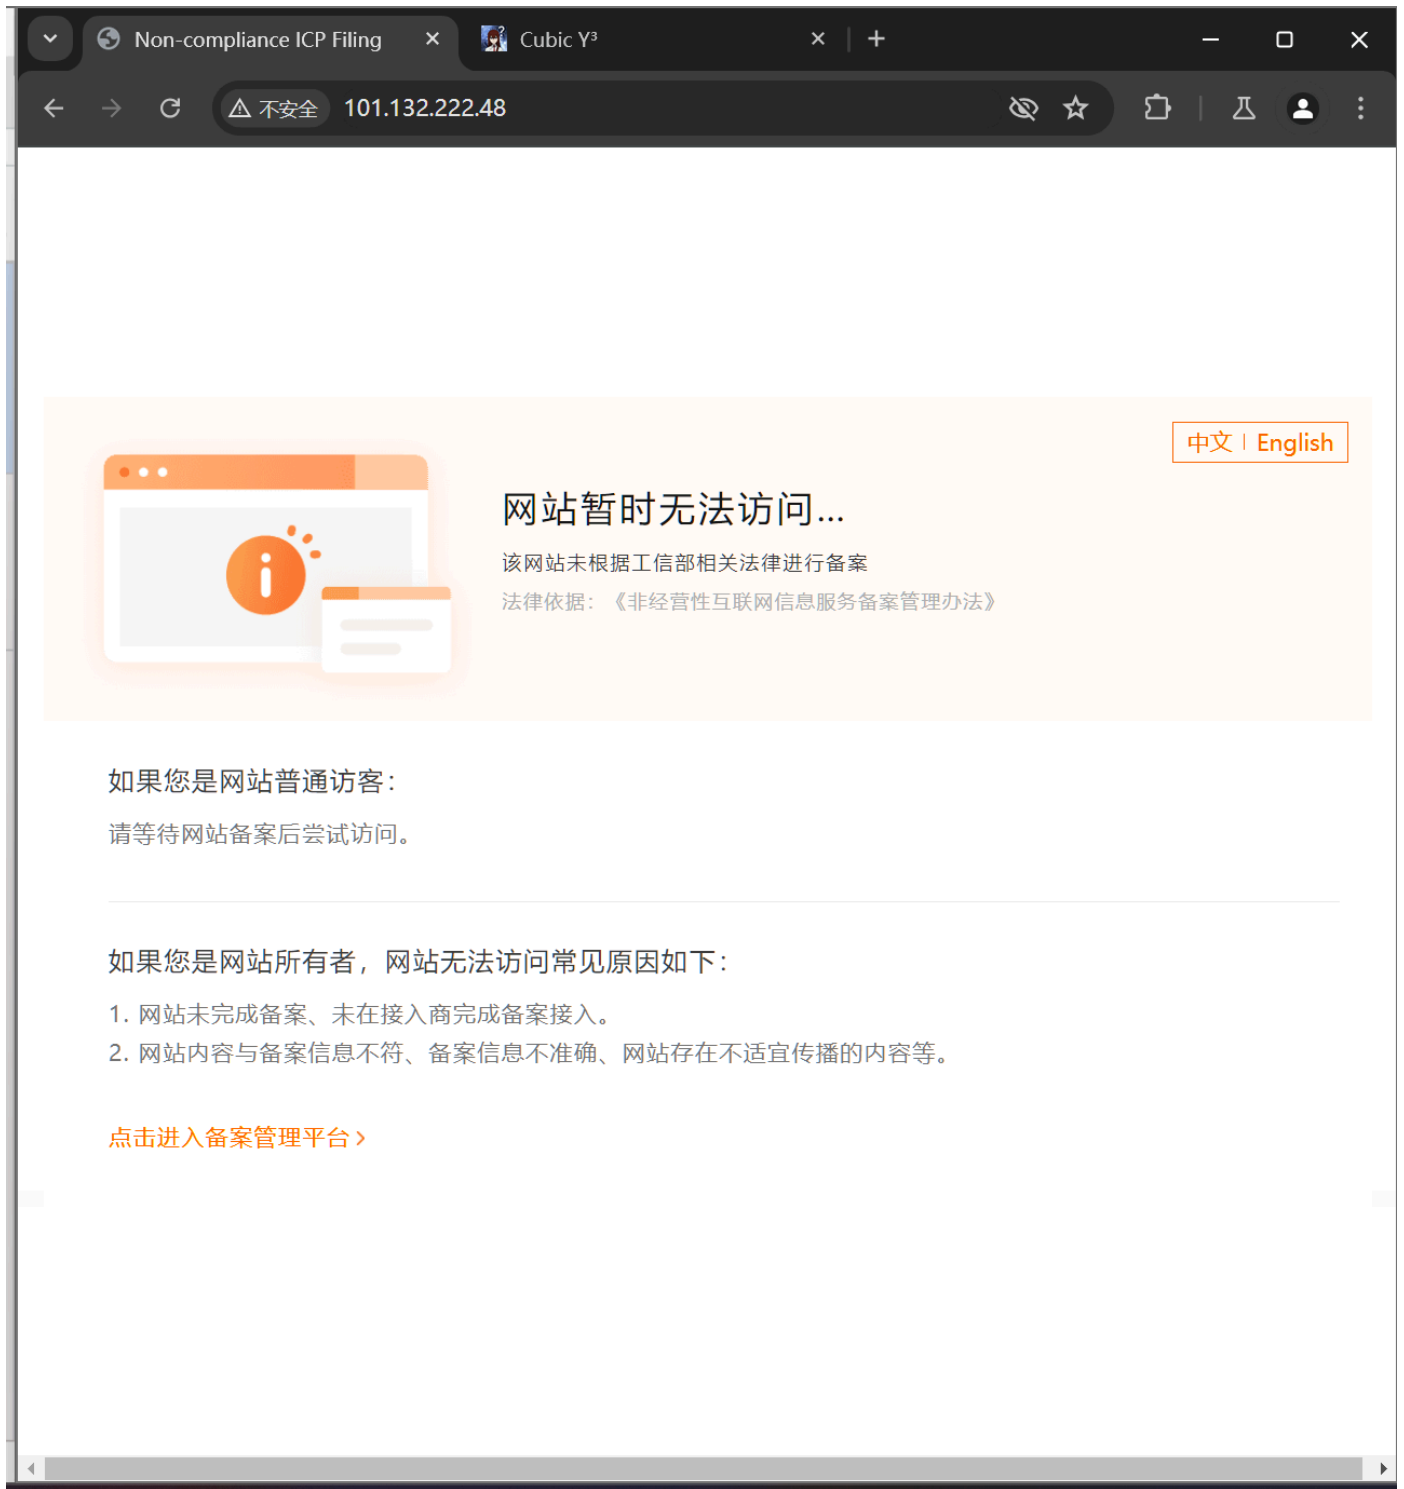 Non-compliance ICP Filing
Cubic Y³
不安全 101.132.222.48
中文 | English
网站暂时无法访问...
该网站未根据工信部相关法律进行备案
法律依据：《非经营性互联网信息服务备案管理办法》
如果您是网站普通访客：
请等待网站备案后尝试访问。
如果您是网站所有者，网站无法访问常见原因如下：
1. 网站未完成备案、未在接入商完成备案接入。
2. 网站内容与备案信息不符、备案信息不准确、网站存在不适宜传播的内容等。
点击进入备案管理平台